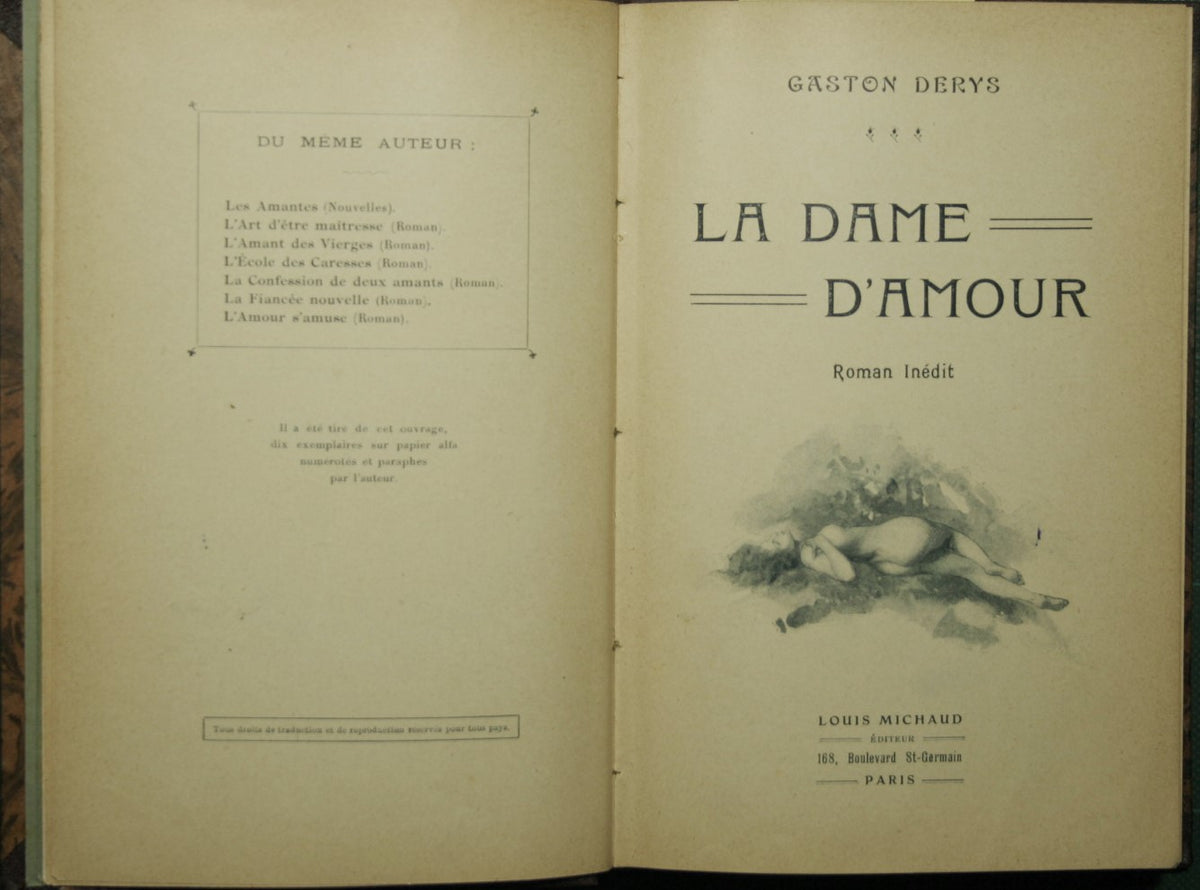 DU MÊME AUTEUR :
Les Amantes (Nouvelles).
L'Art d'être maîtresse (Roman).
L'Amant des Vierges (Roman).
L'École des Caresses (Roman).
La Confession de deux amants (Roman).
La Fiancée nouvelle (Roman).
L'Amour s'amuse (Roman).
Il a été tiré de cet ouvrage,
dix exemplaires sur papier alfa
numérotés et paraphés
par l'auteur.
Tous droits de traduction et de reproduction réservés pour tous pays.
GASTON DERYS
LA DAME
D'AMOUR
Roman Inédit
LOUIS MICHAUD
ÉDITEUR
168, Boulevard St-Germain
PARIS